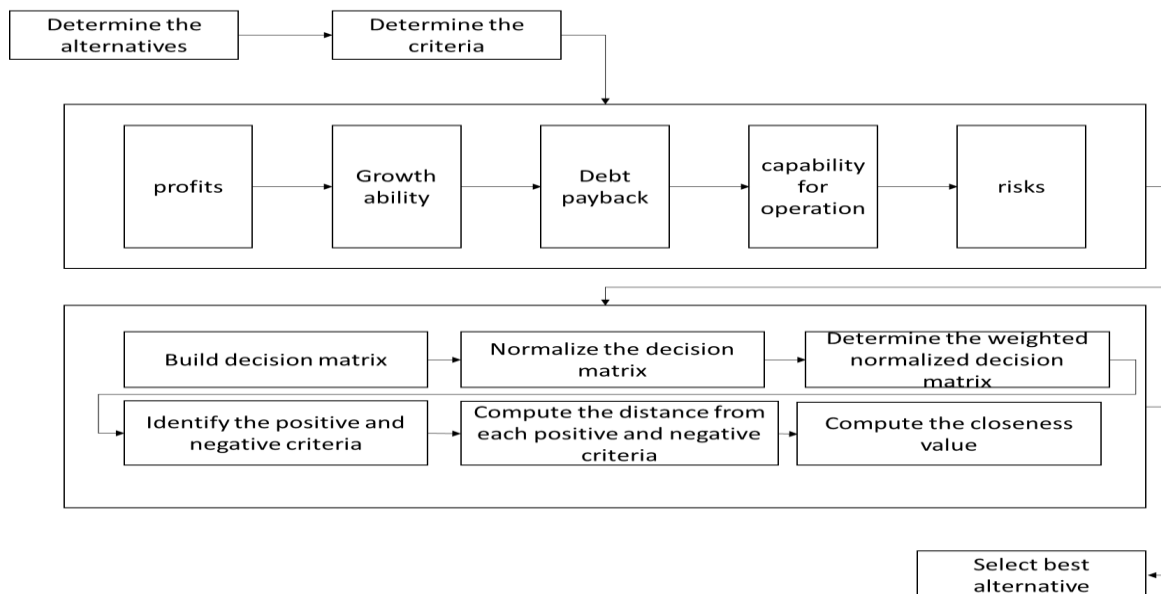 Determine the
alternatives
Determine the
criteria
profits
Growth
ability
Debt
payback
capability
for
operation
risks
Build decision matrix
Normalize the decision
matrix
Determine the weighted
normalized decision
matrix
Identify the positive and
negative criteria
Compute the distance from
each positive and negative
criteria
Compute the closeness
value
Select best
alternative